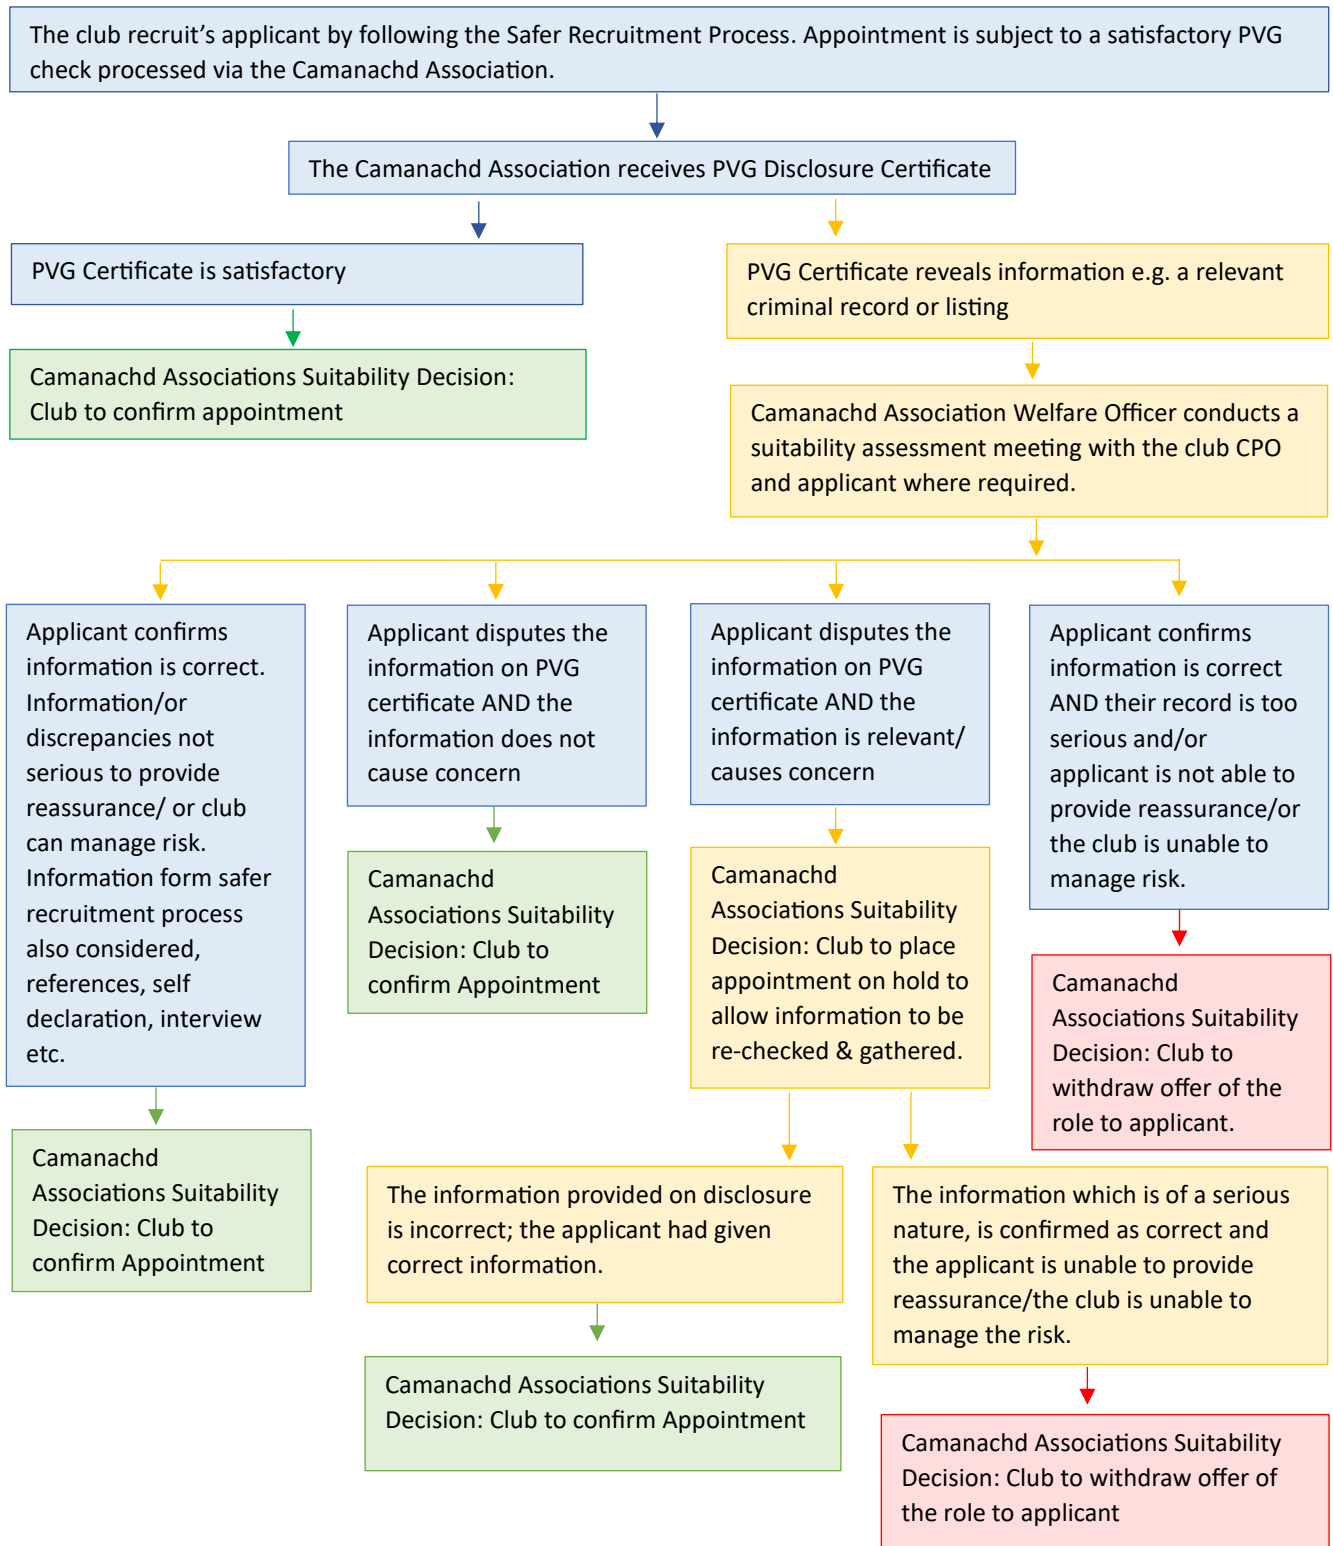 The club recruit's applicant by following the Safer Recruitment Process. Appointment is subject to a satisfactory PVG
check processed via the Camanachd Association.
The Camanachd Association receives PVG Disclosure Certificate
PVG Certificate is satisfactory
Camanachd Associations Suitability Decision:
Club to confirm appointment
PVG Certificate reveals information e.g. a relevant
criminal record or listing
Camanachd Association Welfare Officer conducts a
suitability assessment meeting with the club CPO
and applicant where required.
Applicant confirms
information is correct.
Information/or
discrepancies not
serious to provide
reassurance/ or club
can manage risk.
Information form safer
recruitment process
also considered,
references, self
declaration, interview
etc.
Camanachd
Associations Suitability
Decision: Club to
confirm Appointment
Applicant disputes the
information on PVG
certificate AND the
information does not
cause concern
Camanachd
Associations Suitability
Decision: Club to
confirm Appointment
Applicant disputes the
information on PVG
certificate AND the
information is relevant/
causes concern
Camanachd
Associations Suitability
Decision: Club to place
appointment on hold to
allow information to be
re-checked & gathered.
Applicant confirms
information is correct
AND their record is too
serious and/or
applicant is not able to
provide reassurance/or
the club is unable to
manage risk.
Camanachd
Associations Suitability
Decision: Club to
withdraw offer of the
role to applicant.
The information provided on disclosure
is incorrect; the applicant had given
correct information.
Camanachd Associations Suitability
Decision: Club to confirm Appointment
The information which is of a serious
nature, is confirmed as correct and
the applicant is unable to provide
reassurance/the club is unable to
manage the risk.
Camanachd Associations Suitability
Decision: Club to withdraw offer of
the role to applicant